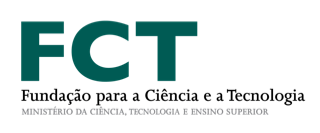 FCT
Fundação para a Ciência e a Tecnologia
MINISTÉRIO DA CIÊNCIA, TECNOLOGIA E ENSINO SUPERIOR